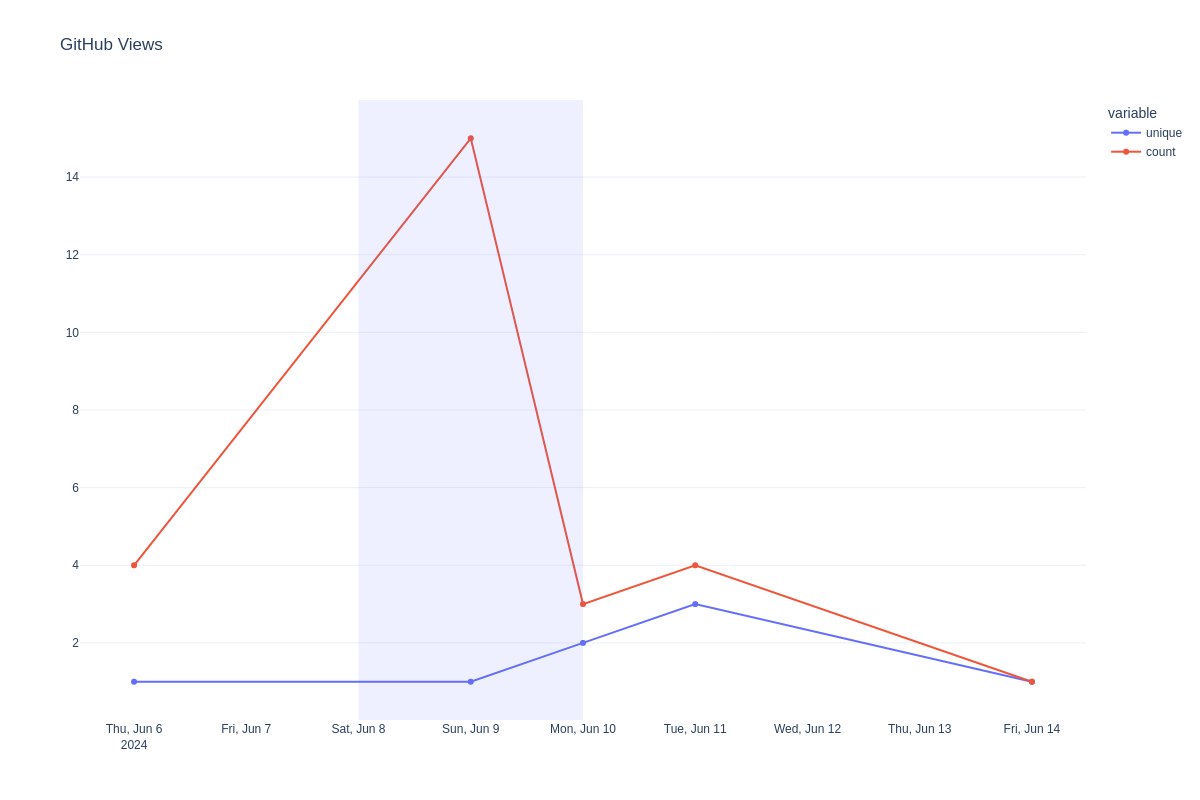 GitHub Views
variable
unique
count
14
12
10
8
6
4
2
Thu, Jun 6
2024
Fri, Jun 7
Sat, Jun 8
Sun, Jun 9
Mon, Jun 10
Tue, Jun 11
Wed, Jun 12
Thu, Jun 13
Fri, Jun 14